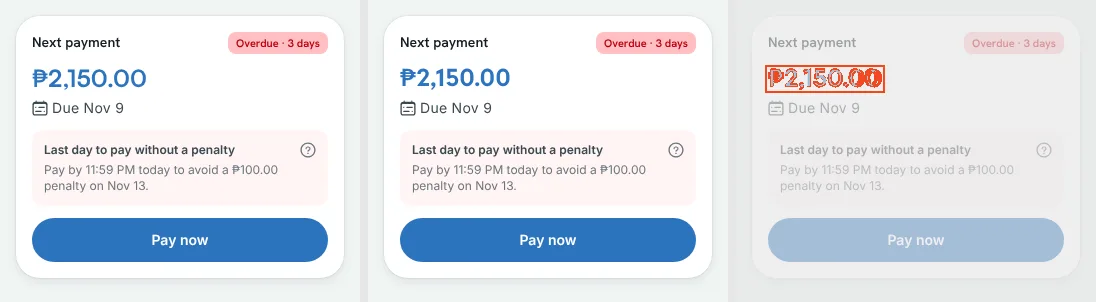 Next payment
Overdue · 3 days
₱2,150.00
Due Nov 9
Last day to pay without a penalty
Pay by 11:59 PM today to avoid a ₱100.00
penalty on Nov 13.
Pay now
Next payment
Overdue · 3 days
₱2,150.00
Due Nov 9
Last day to pay without a penalty
Pay by 11:59 PM today to avoid a ₱100.00
penalty on Nov 13.
Pay now
Next payment
Overdue · 3 days
₱2,150.00
Due Nov 9
Last day to pay without a penalty
Pay by 11:59 PM today to avoid a ₱100.00
penalty on Nov 13.
Pay now